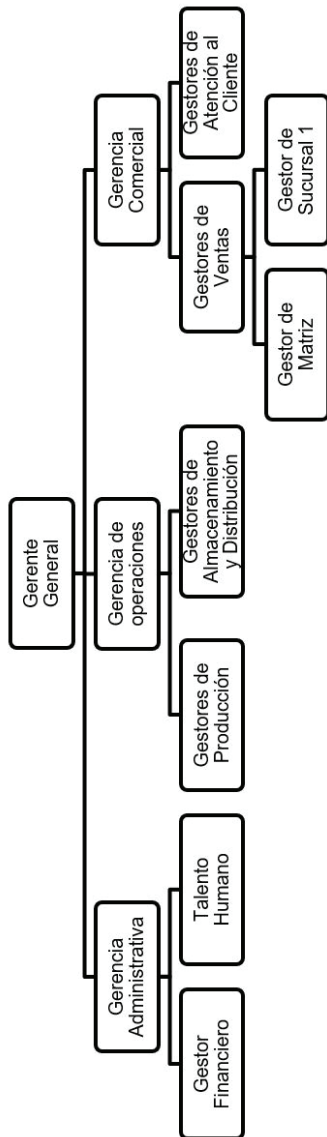 Gerente
General
Gerencia
Administrativa
Gerencia de
operaciones
Gerencia
Comercial
Gestor
Financiero
Talento
Humano
Gestores de
Producción
Gestores de
Almacenamiento
y Distribución
Gestores de
Ventas
Gestores de
Atención al
Cliente
Gestor de
Matriz
Gestor de
Sucursal 1